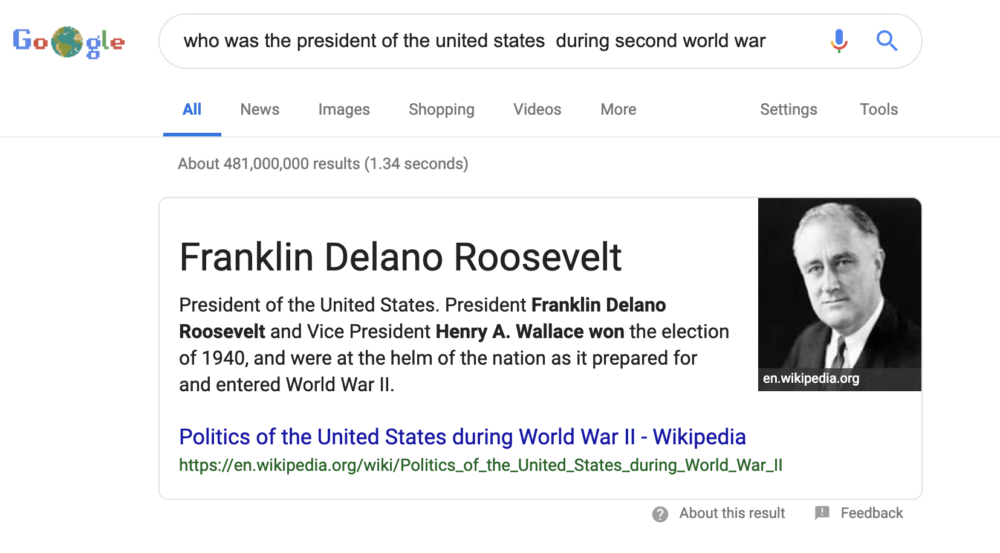 Google
who was the president of the united states  during second world war
All News Images Shopping Videos More Settings Tools
About 481,000,000 results (1.34 seconds)
Franklin Delano Roosevelt
President of the United States. President Franklin Delano
Roosevelt and Vice President Henry A. Wallace won the election
of 1940, and were at the helm of the nation as it prepared for
and entered World War II.
en.wikipedia.org
Politics of the United States during World War II - Wikipedia
https://en.wikipedia.org/wiki/Politics_of_the_United_States_during_World_War_II
? About this result ! Feedback